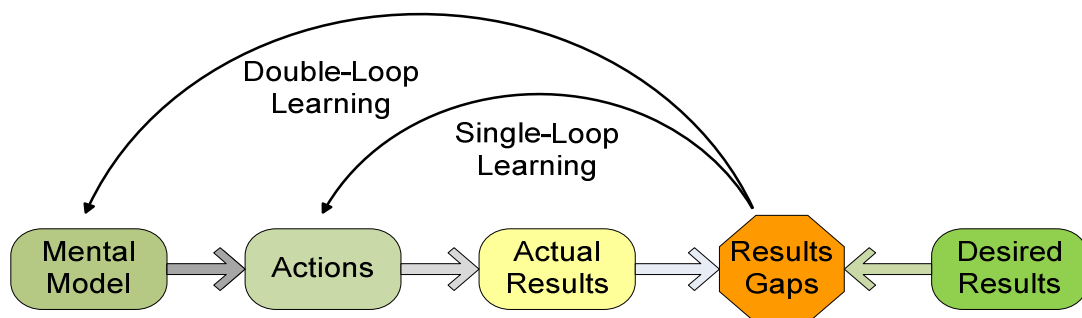 Double-Loop
Learning
Single-Loop
Learning
Mental
Model
Actions
Actual
Results
Results
Gaps
Desired
Results